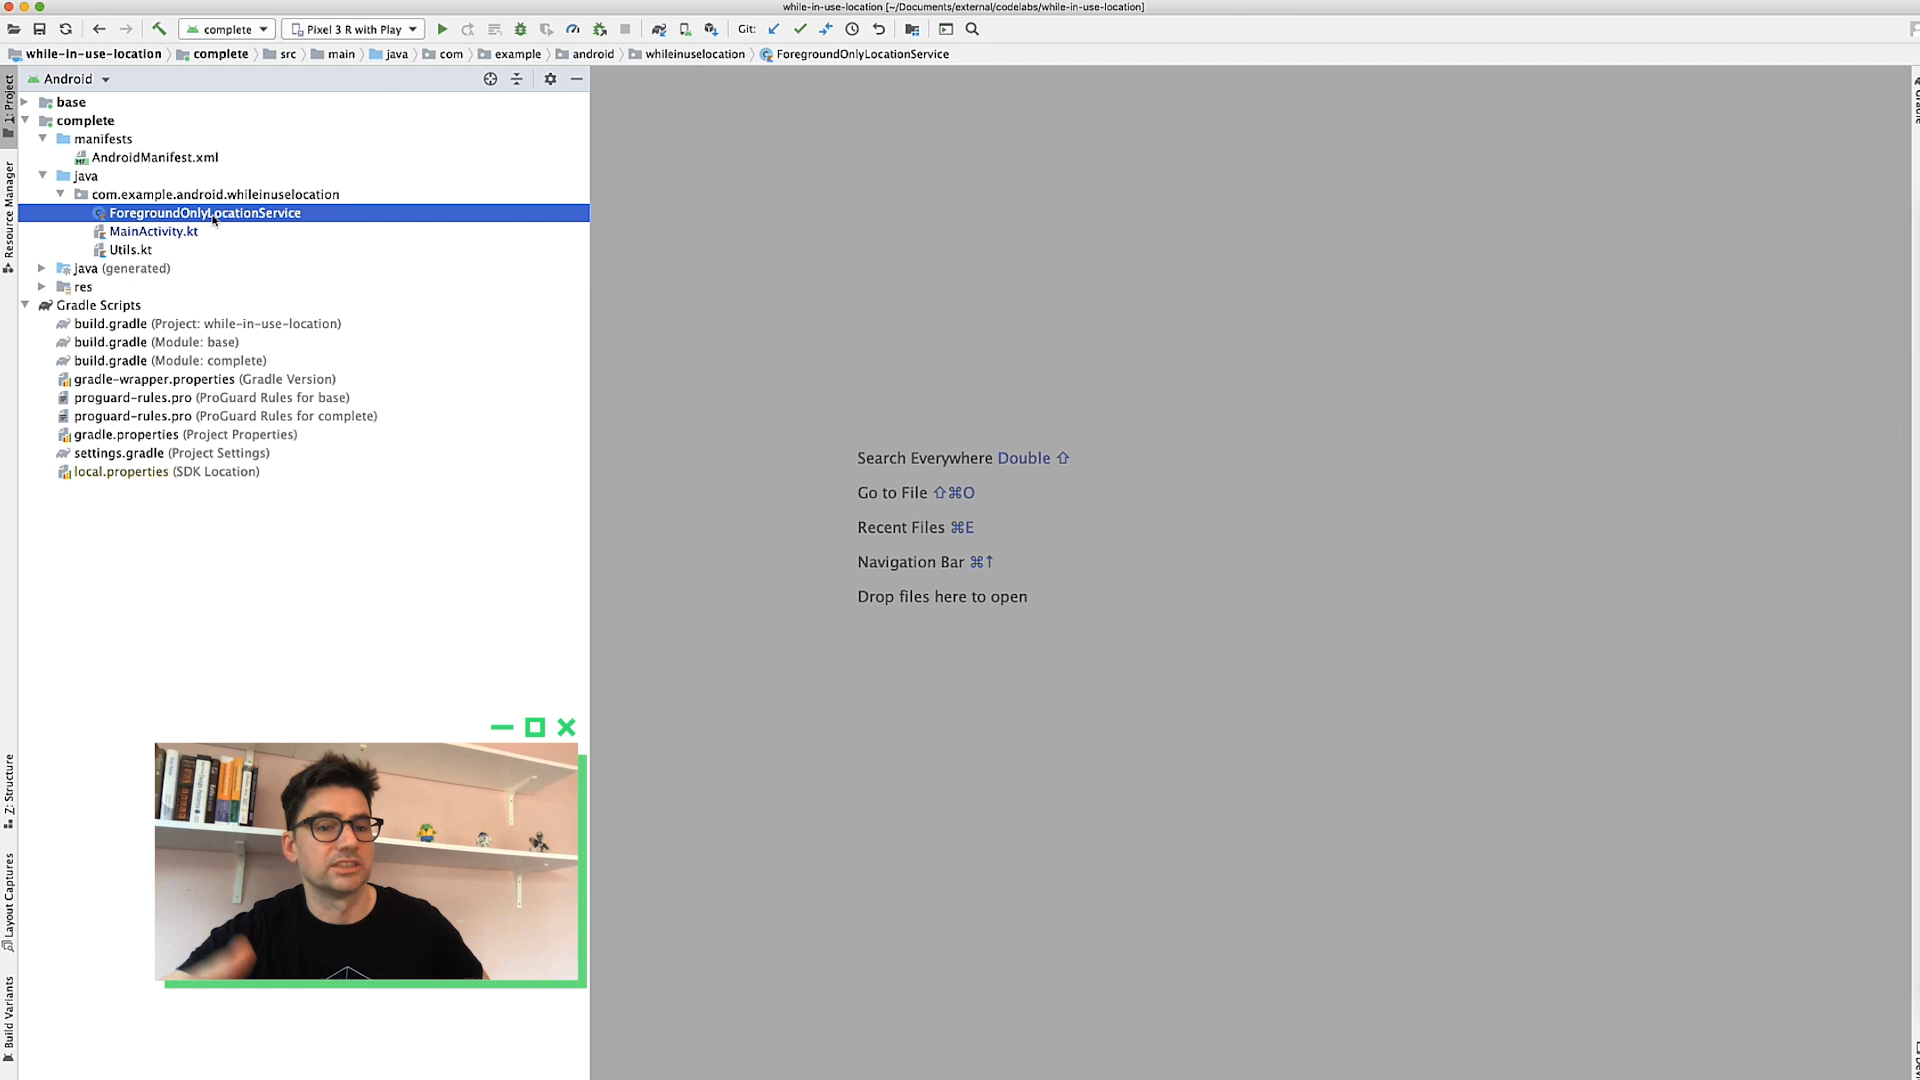 while-in-use-location [~/Documents/external/codelabs/while-in-use-location]
complete
Pixel 3 R with Play
Git:
while-in-use-location
complete
src
main
java
com
example
android
whileinuselocation
ForegroundOnlyLocationService
1: Project
Resource Manager
Z: Structure
Layout Captures
Build Variants
Android
base
complete
manifests
AndroidManifest.xml
java
com.example.android.whileinuselocation
ForegroundOnlyLocationService
MainActivity.kt
Utils.kt
java (generated)
res
Gradle Scripts
build.gradle (Project: while-in-use-location)
build.gradle (Module: base)
build.gradle (Module: complete)
gradle-wrapper.properties (Gradle Version)
proguard-rules.pro (ProGuard Rules for base)
proguard-rules.pro (ProGuard Rules for complete)
gradle.properties (Project Properties)
settings.gradle (Project Settings)
local.properties (SDK Location)
Search Everywhere Double ⇧
Go to File ⇧⌘O
Recent Files ⌘E
Navigation Bar ⌘↑
Drop files here to open